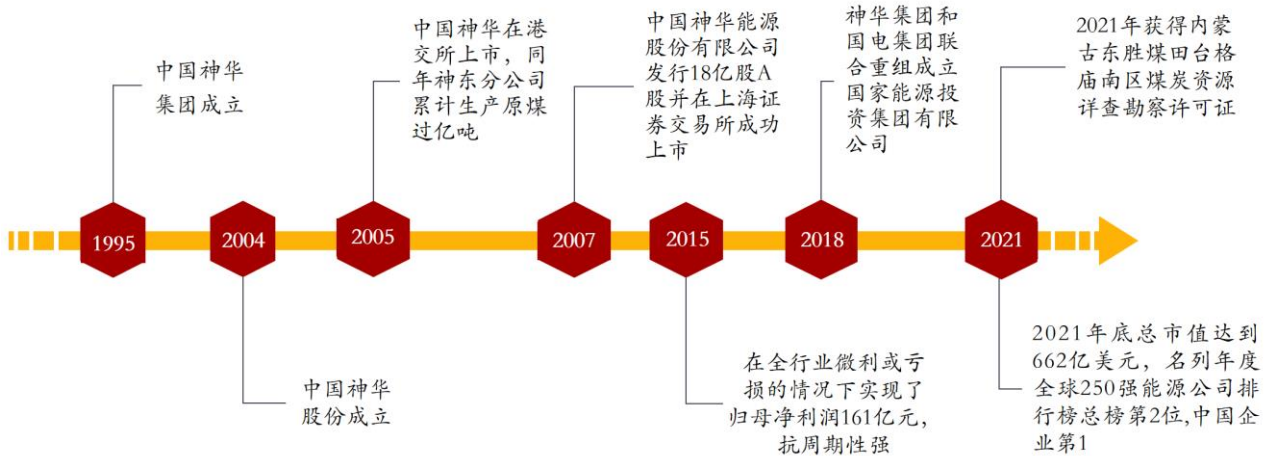 中国神华
集团成立
中国神华在港
交所上市，同
年神东分公司
累计生产原煤
过亿吨
中国神华能源
股份有限公司
发行18亿股A
股并在上海证
券交易所成功
上市
神华集团和
国电集团联
合重组成立
国家能源投
资集团有限
公司
2021年获得内蒙
古东胜煤田台格
庙南区煤炭资源
详查勘察许可证
1995
2004
2005
2007
2015
2018
2021
中国神华
股份成立
在全行业微利或亏
损的情况下实现了
归母净利润161亿元，
抗周期性强
2021年底总市值达到
662亿美元，名列年度
全球250强能源公司排
行榜总榜第2位,中国企
业第1